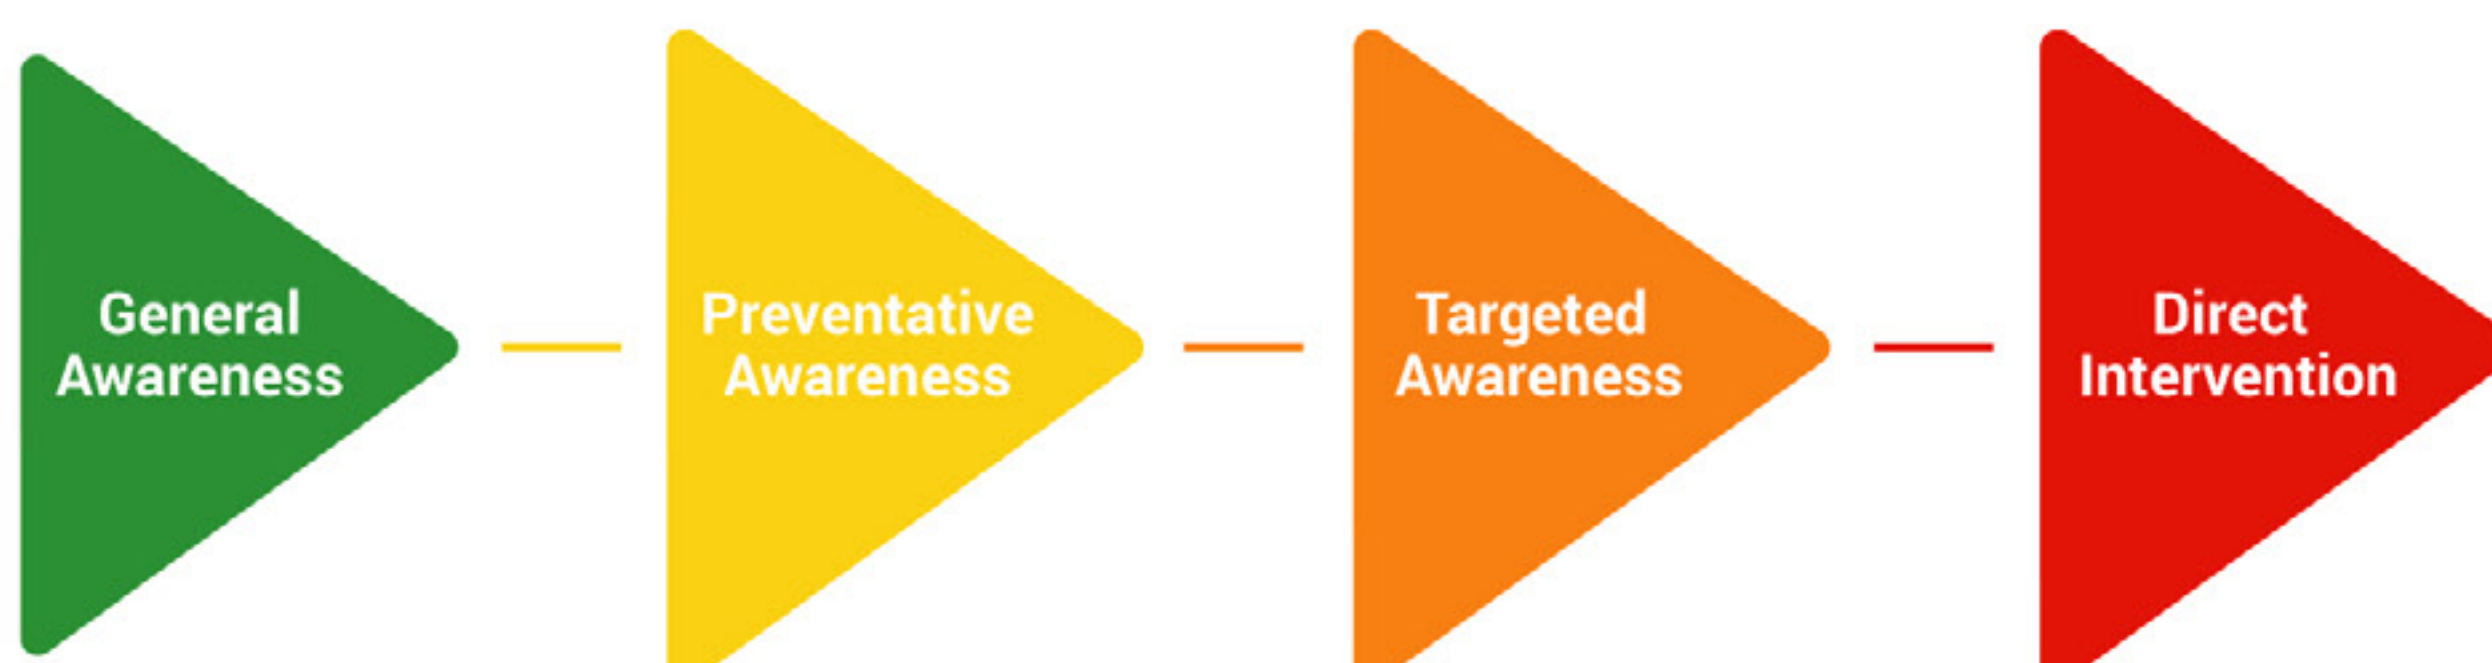 General
Awareness
Preventative
Awareness
Targeted
Awareness
Direct
Intervention